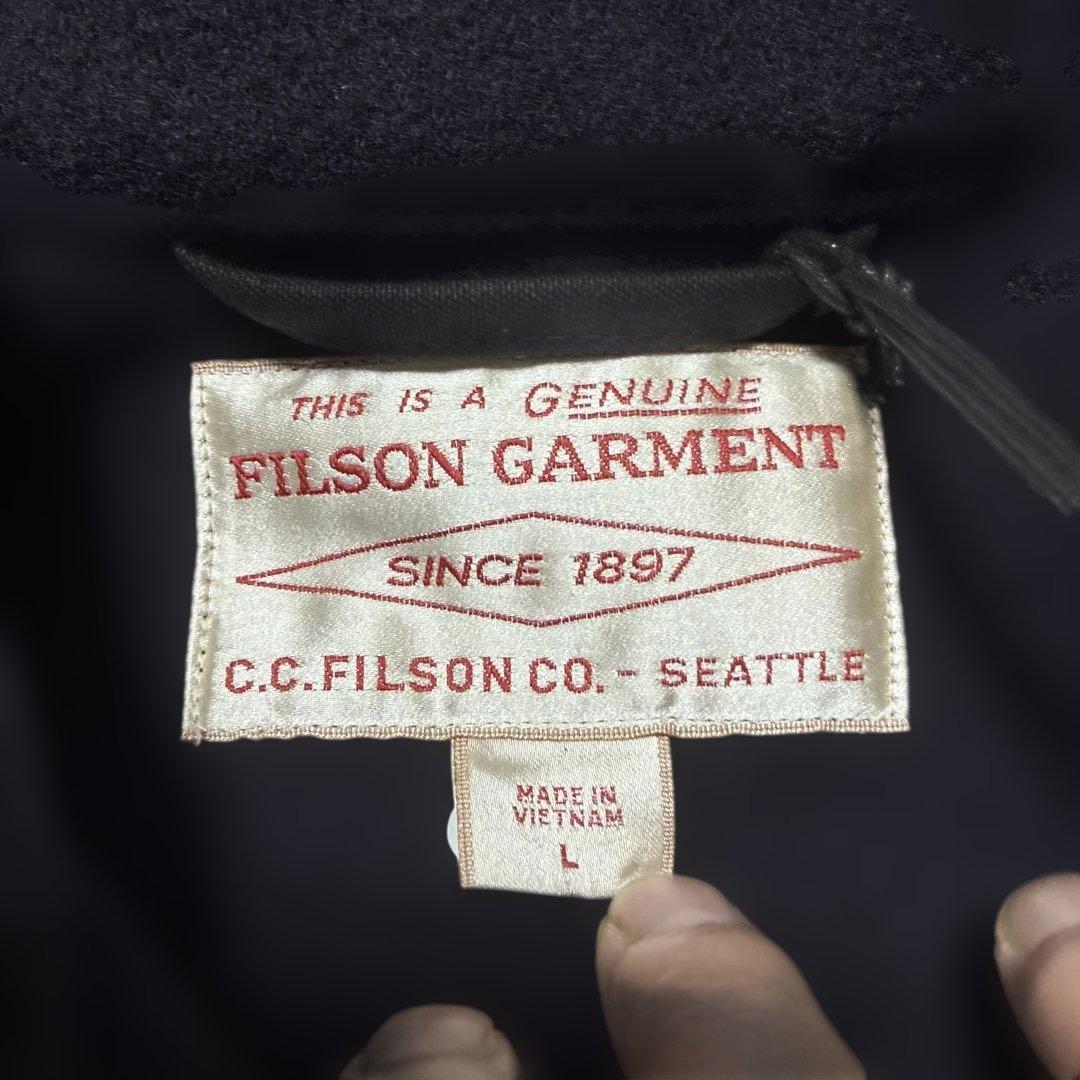 THIS IS A GENUINE
FILSON GARMENT
SINCE 1897
C.C.FILSON CO. - SEATTLE
MADE IN
VIETNAM
L